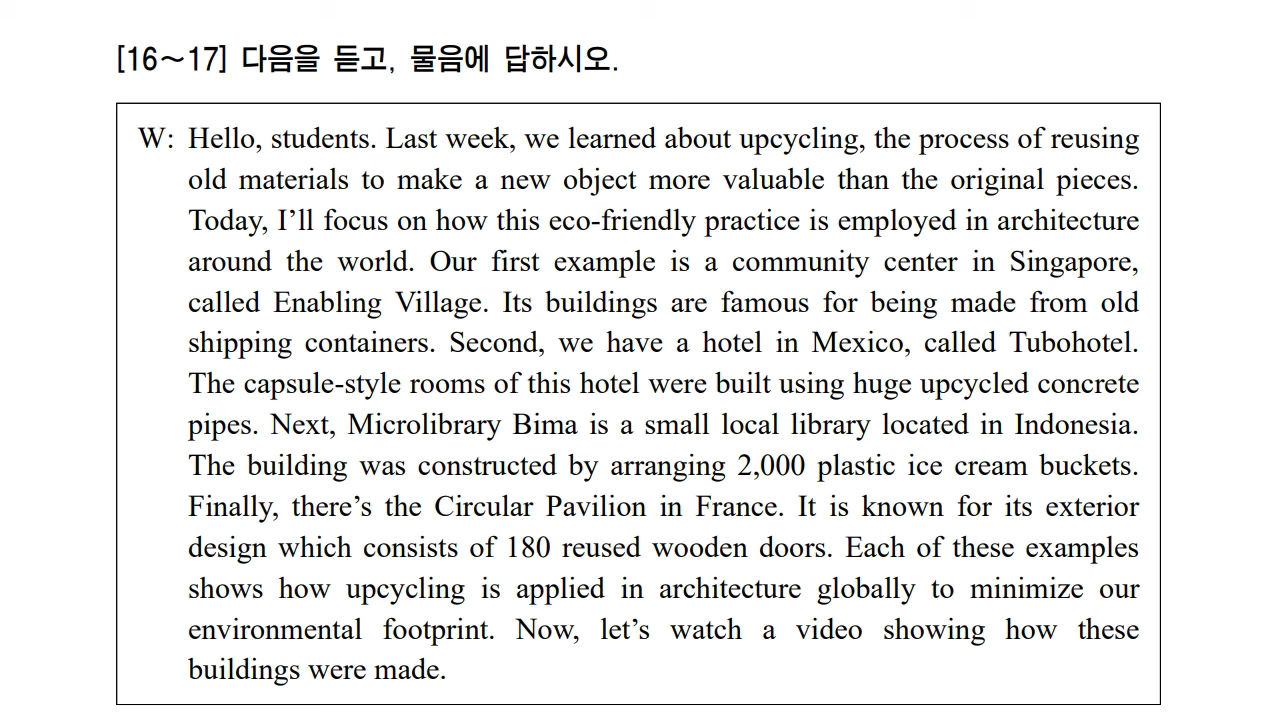 [16~17] 다음을 듣고, 물음에 답하시오.
W: Hello, students. Last week, we learned about upcycling, the process of reusing
old materials to make a new object more valuable than the original pieces.
Today, I’ll focus on how this eco-friendly practice is employed in architecture
around the world. Our first example is a community center in Singapore,
called Enabling Village. Its buildings are famous for being made from old
shipping containers. Second, we have a hotel in Mexico, called Tubohotel.
The capsule-style rooms of this hotel were built using huge upcycled concrete
pipes. Next, Microlibrary Bima is a small local library located in Indonesia.
The building was constructed by arranging 2,000 plastic ice cream buckets.
Finally, there’s the Circular Pavilion in France. It is known for its exterior
design which consists of 180 reused wooden doors. Each of these examples
shows how upcycling is applied in architecture globally to minimize our
environmental footprint. Now, let’s watch a video showing how these
buildings were made.